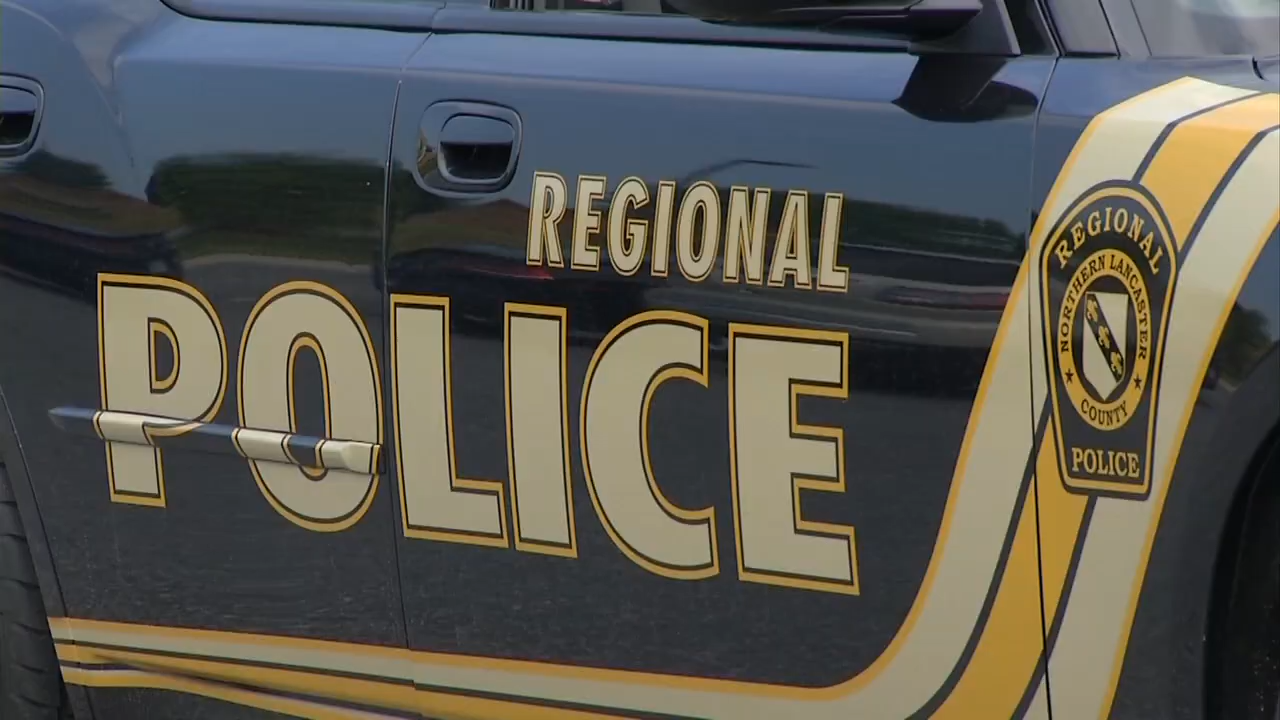 REGIONAL
POLICE
REGIONAL
NORTHERN LANCASTER
COUNTY
POLICE